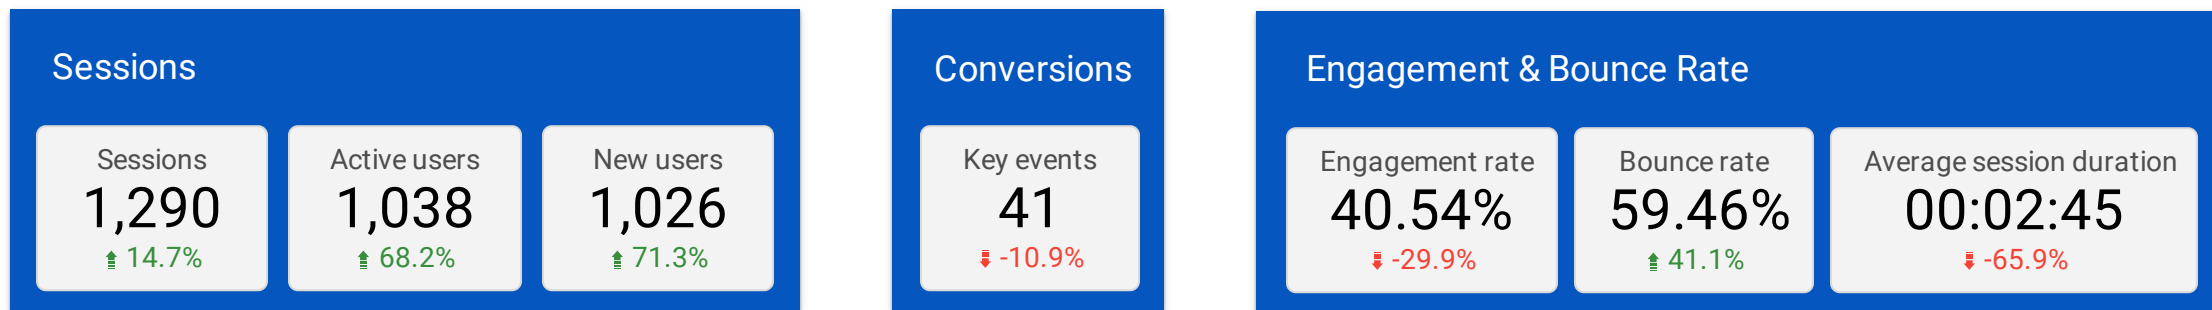 Sessions
Sessions
1,290
14.7%
Active users
1,038
68.2%
New users
1,026
71.3%
Conversions
Key events
41
-10.9%
Engagement & Bounce Rate
Engagement rate
40.54%
-29.9%
Bounce rate
59.46%
41.1%
Average session duration
00:02:45
-65.9%